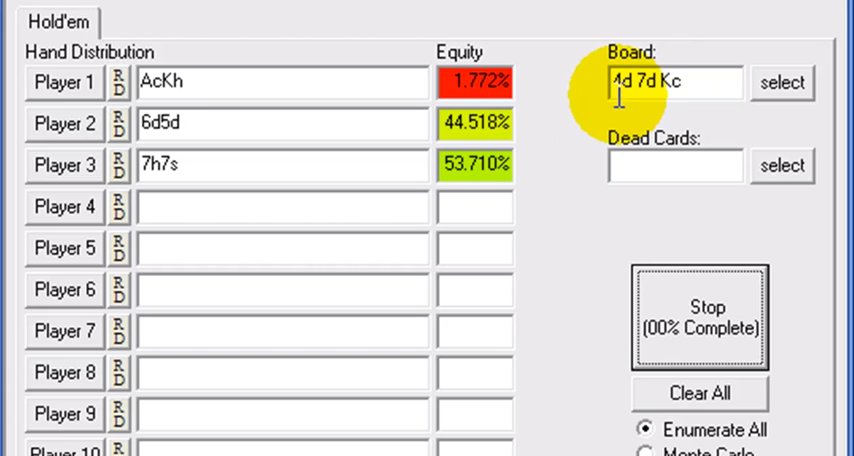 Hold'em
Hand Distribution Equity Board:
Player 1 R D AcKh 1.772% 4d 7d Kc select
Player 2 R D 6d5d 44.518%
Dead Cards:
Player 3 R D 7h7s 53.710% select
Player 4 R D
Player 5 R D
Player 6 R D
Player 7 R D
Stop
(00% Complete)
Player 8 R D
Clear All
Player 9 R D
Enumerate All
Player 10 R
Monte Carlo